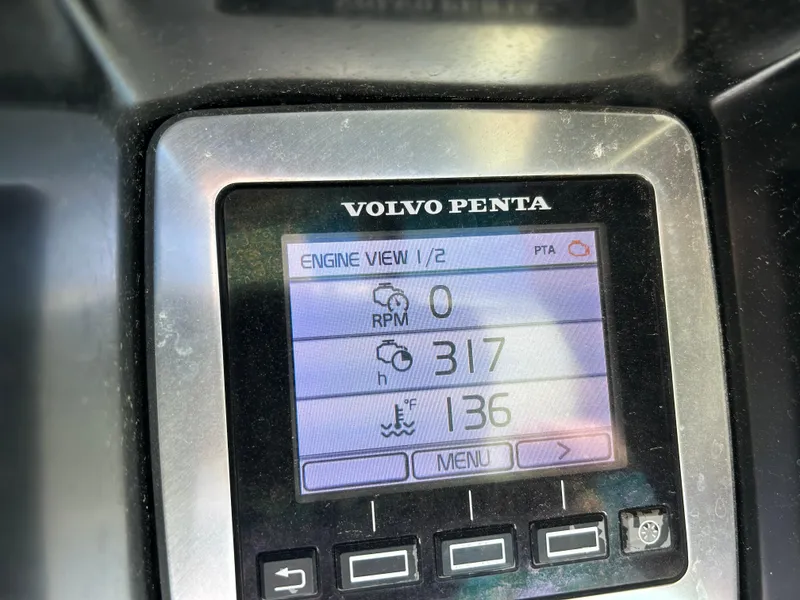 VOLVO PENTA
ENGINE VIEW 1/2 PTA
RPM 0
h 317
°F 136
MENU >